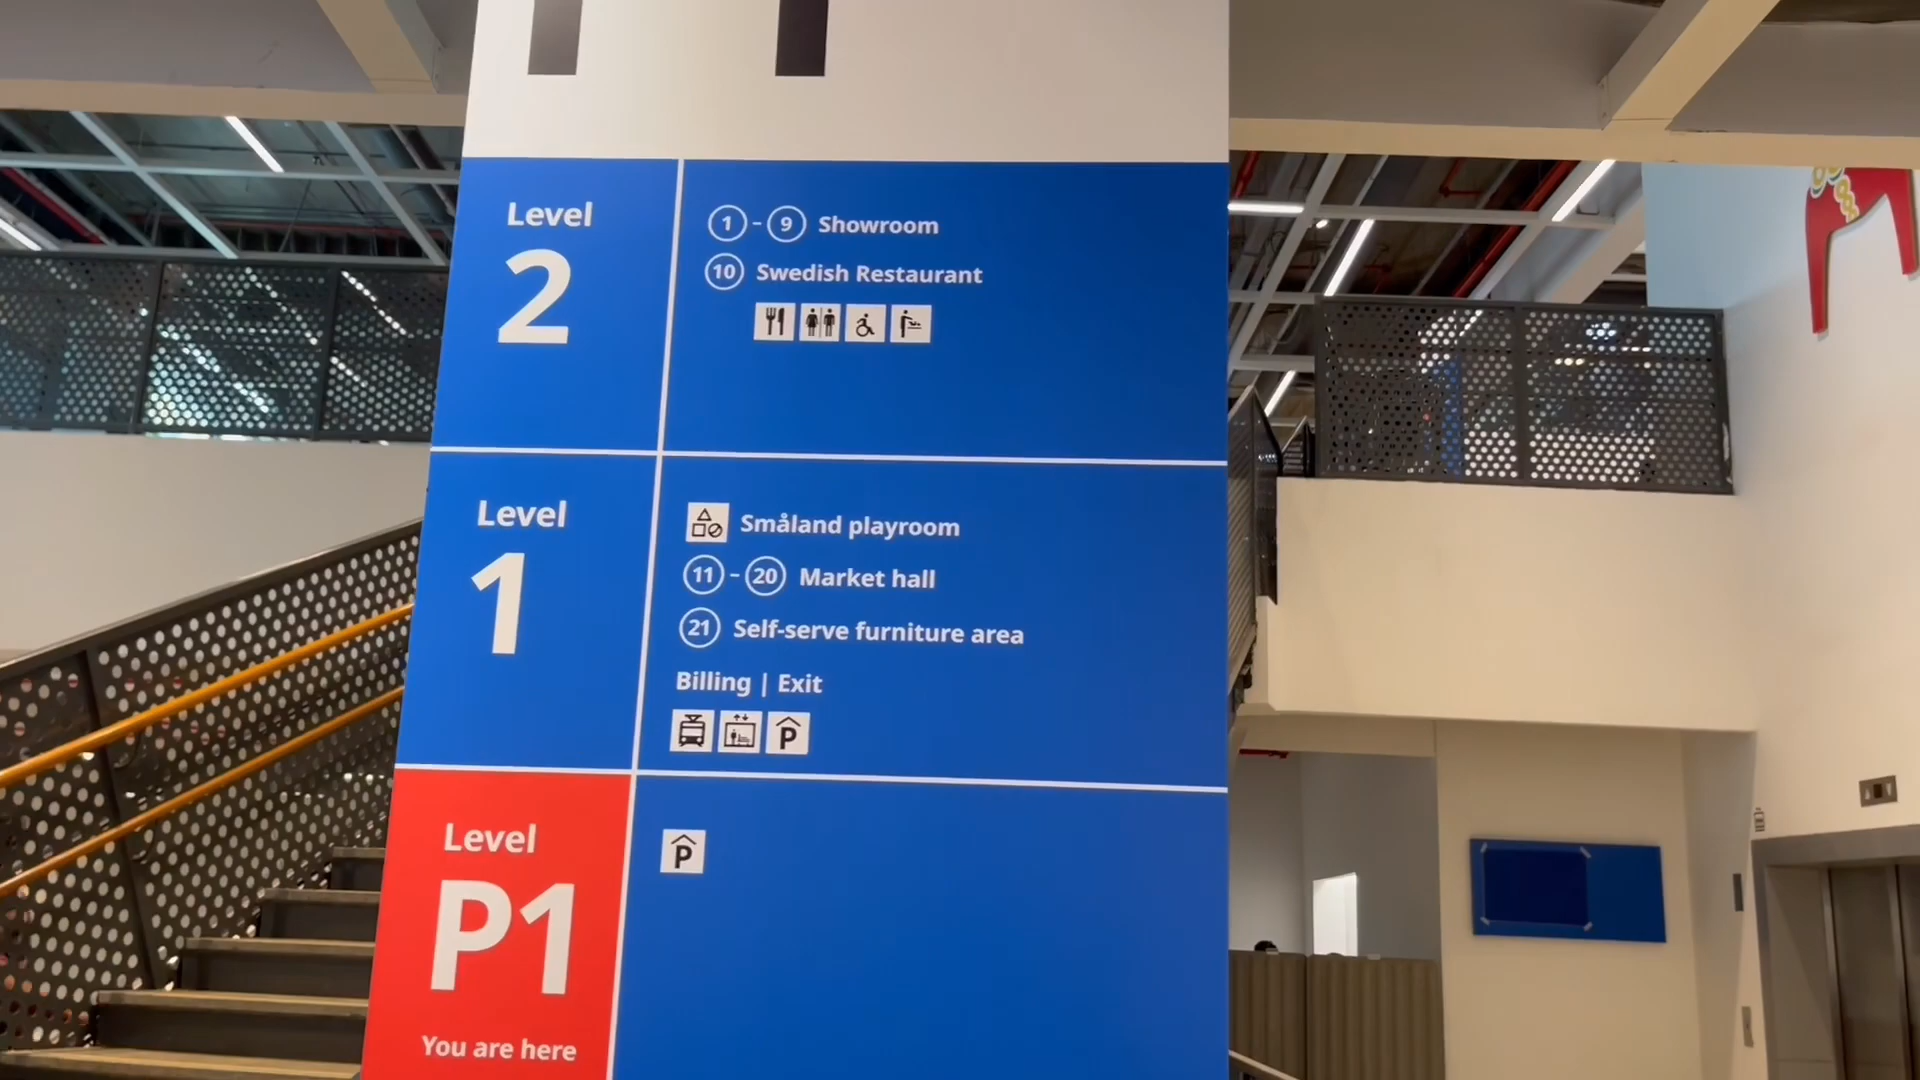 Level
2
1 - 9 Showroom
10 Swedish Restaurant
Level
1
Småland playroom
11 - 20 Market hall
21 Self-serve furniture area
Billing | Exit
P
Level
P1
You are here
P